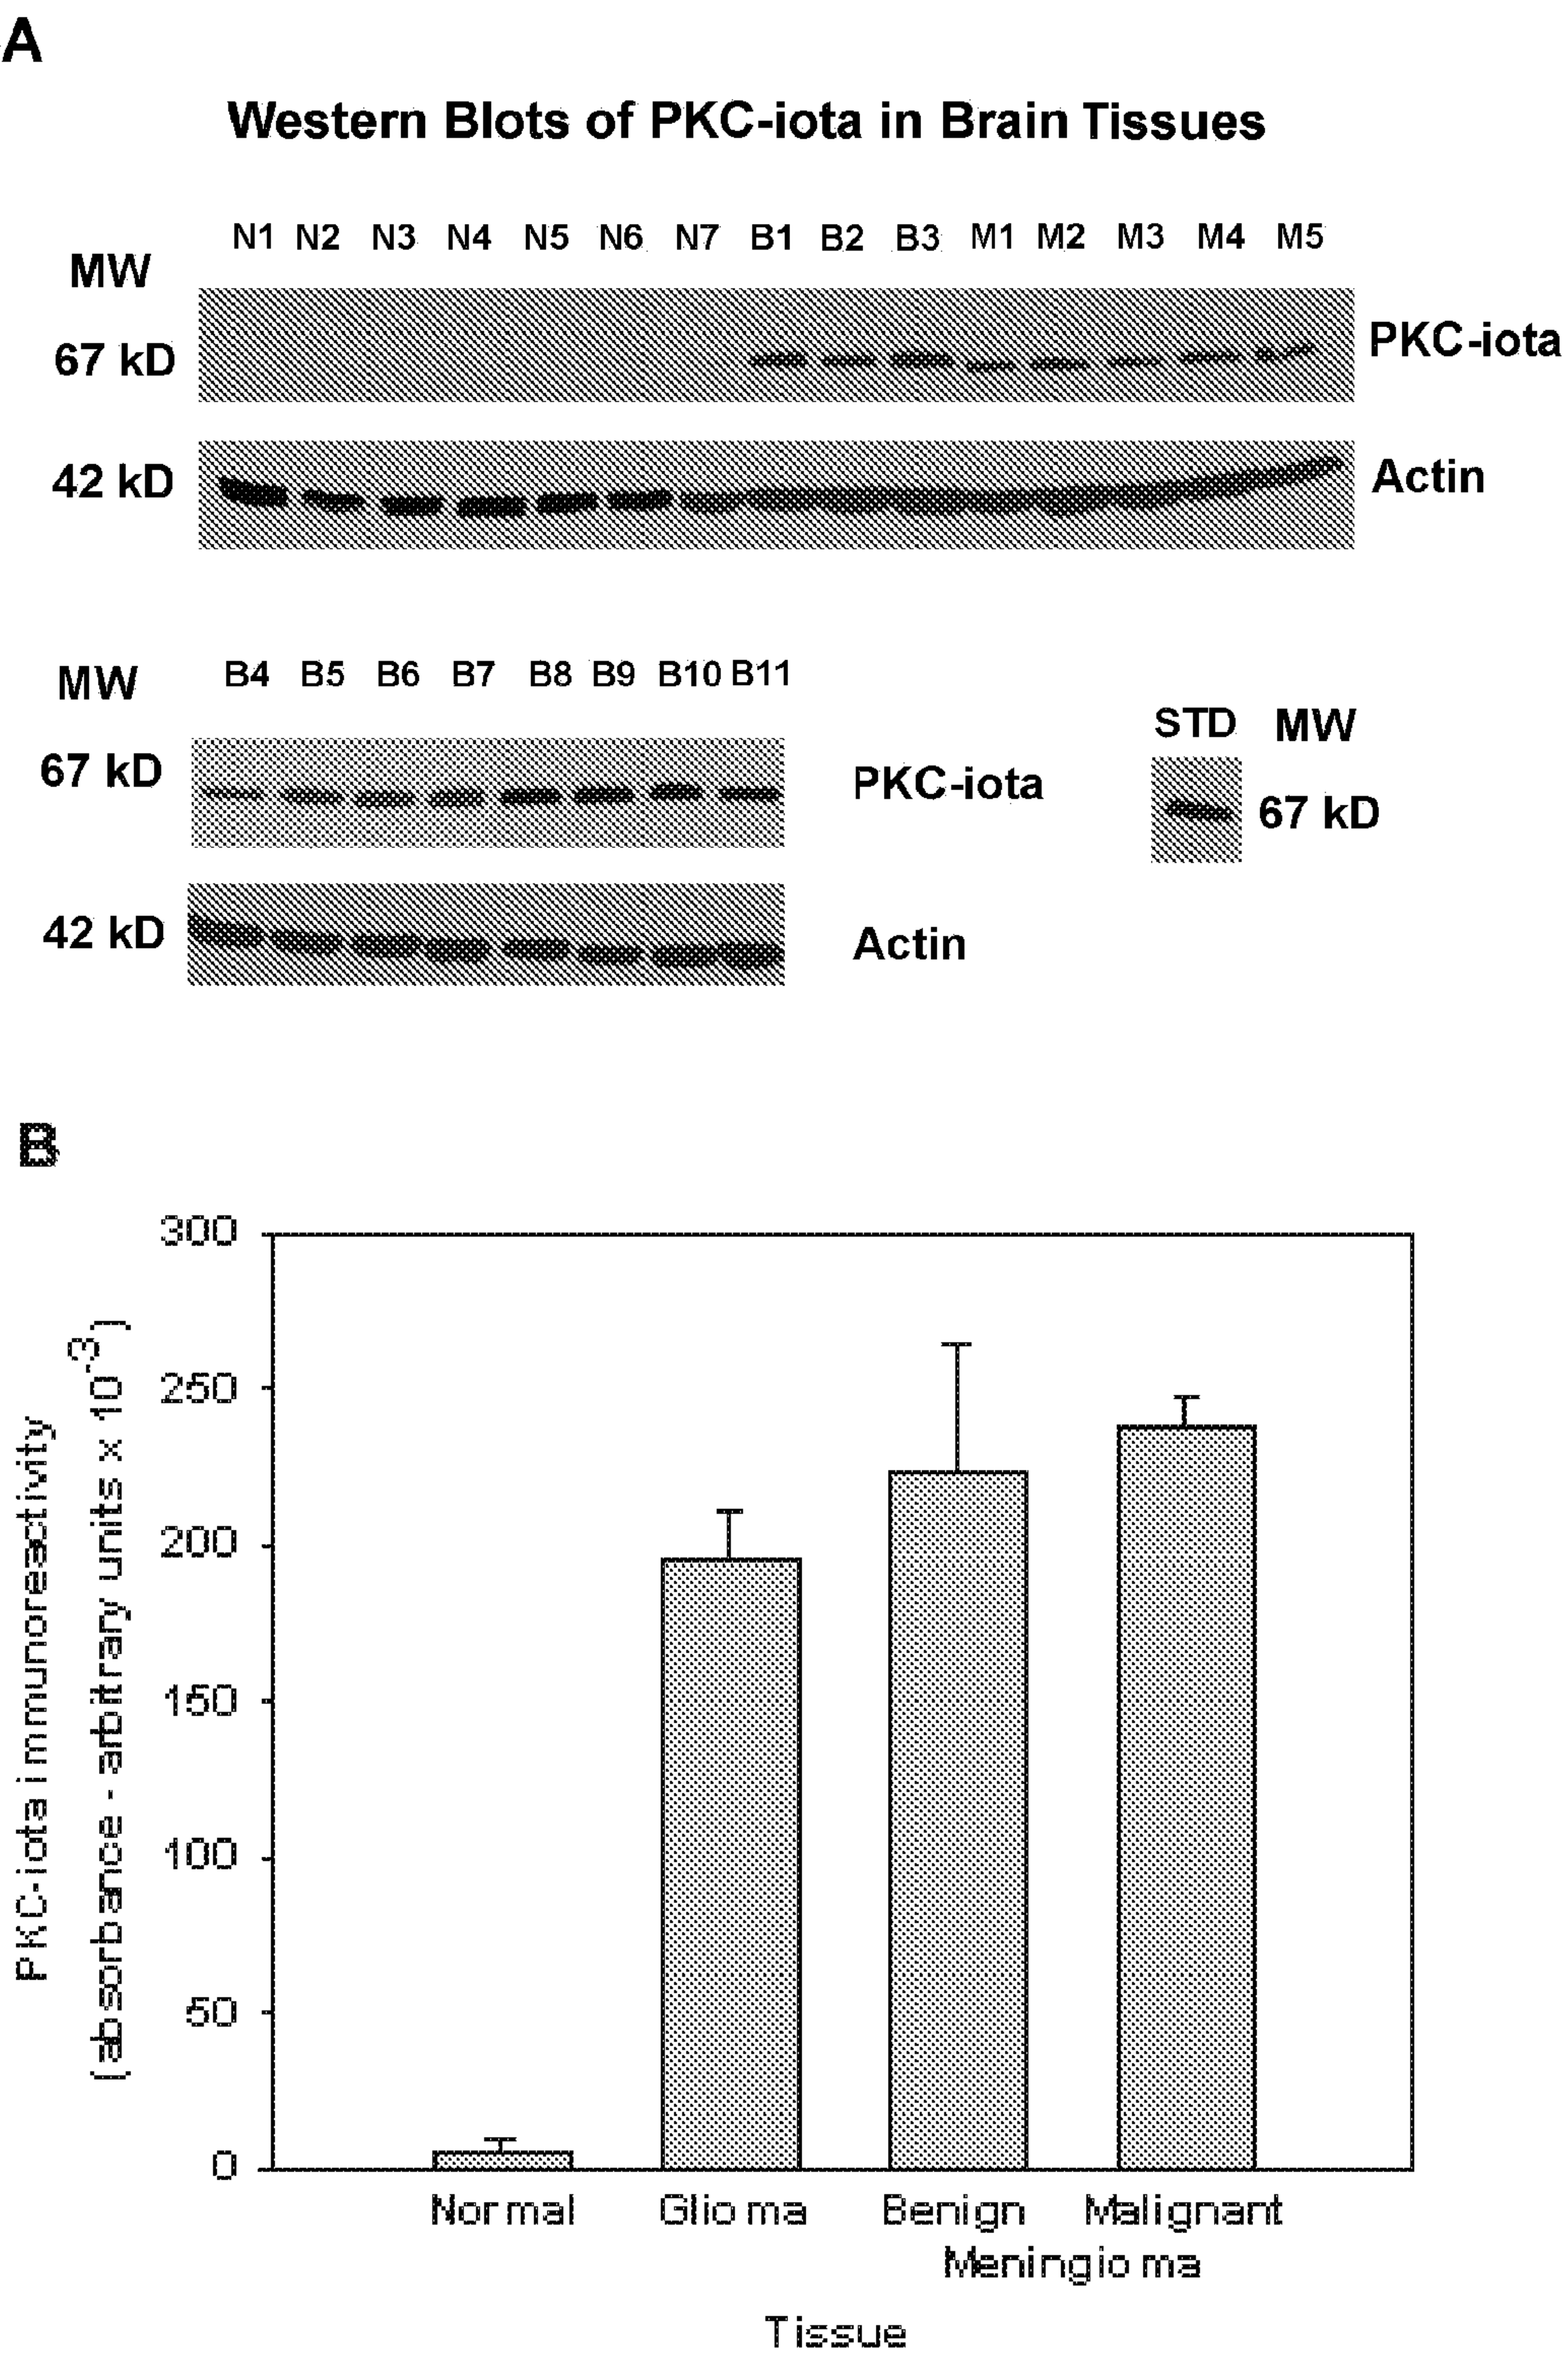 A
Western Blots of PKC-iota in Brain Tissues
N1 N2 N3 N4 N5 N6 N7 B1 B2 B3 M1 M2 M3 M4 M5
MW
67 kD
PKC-iota
42 kD
Actin
MW
B4 B5 B6 B7 B8 B9 B10 B11
67 kD
PKC-iota
STD MW
67 kD
42 kD
Actin
B
PKC-iota immunoreactivity
(absorbance - arbitrary units x 10-3)
300
250
200
150
100
50
0
Normal Glioma Benign Malignant
Meningioma
Tissue